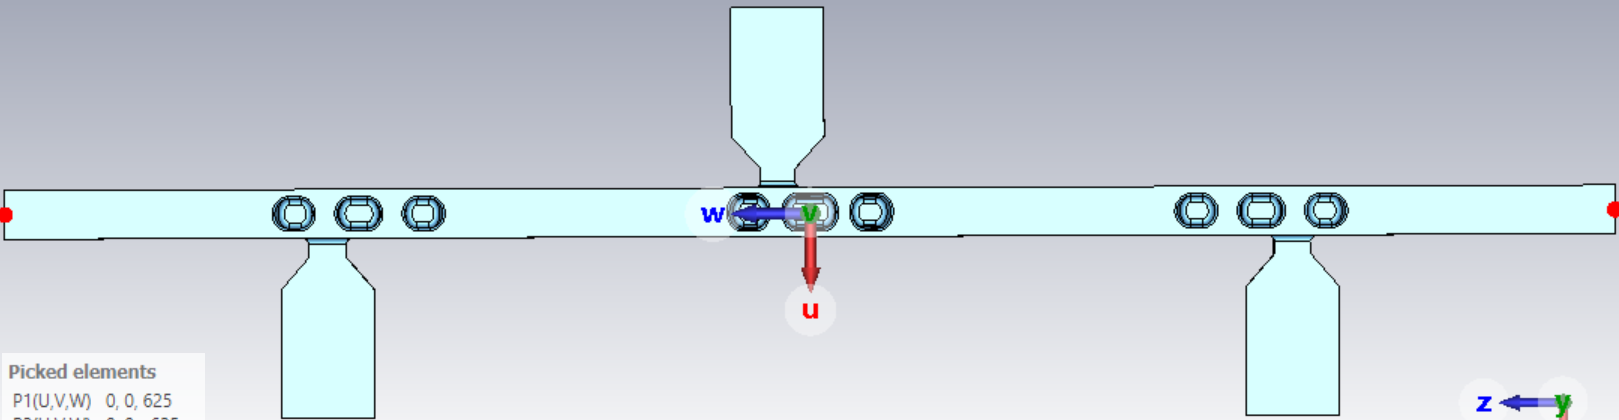 w
v
u
Picked elements
P1(U,V,W) 0, 0, 625
z
y